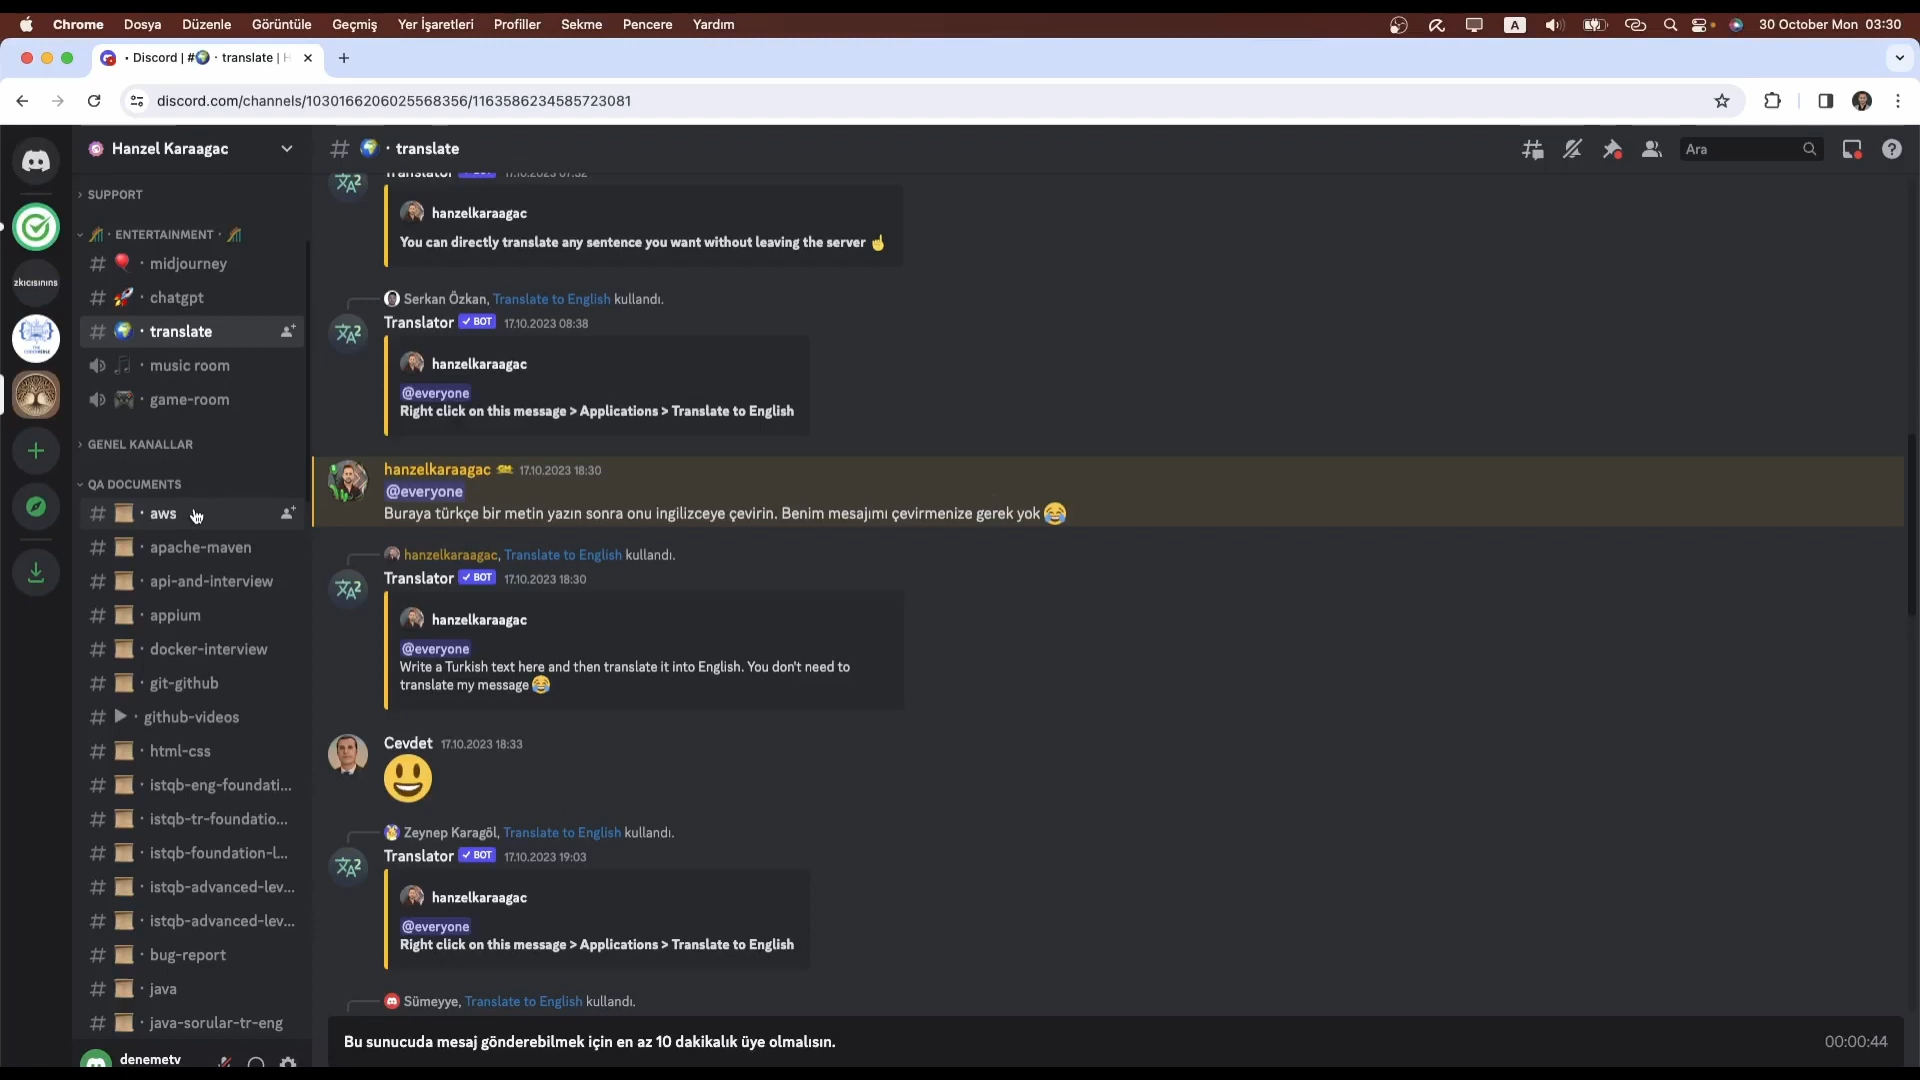 Chrome Dosya Düzenle Görüntüle Geçmiş Yer İşaretleri Profiller Sekme Pencere Yardım
A
30 October Mon 03:30
• Discord | #🌍 · translate | H
discord.com/channels/1030166206025568356/1163586234585723081
Hanzel Karaagac
# 🌍 · translate
Ara
SUPPORT
🎢 · ENTERTAINMENT · 🎢
# 🎈 · midjourney
# 🚀 · chatgpt
# 🌍 · translate
🎵 · music room
🎮 · game-room
GENEL KANALLAR
QA DOCUMENTS
# 📜 · aws
# 📜 · apache-maven
# 📜 · api-and-interview
# 📜 · appium
# 📜 · docker-interview
# 📜 · git-github
# ▶ · github-videos
# 📜 · html-css
# 📜 · istqb-eng-foundati...
# 📜 · istqb-tr-foundatio...
# 📜 · istqb-foundation-l...
# 📜 · istqb-advanced-lev...
# 📜 · istqb-advanced-lev...
# 📜 · bug-report
# 📜 · java
# 📜 · java-sorular-tr-eng
denemetv
zkicisinins
Translator BOT 17.10.2023 07:32
hanzelkaraagac
You can directly translate any sentence you want without leaving the server ☝
Serkan Özkan, Translate to English kullandı.
Translator ✓ BOT 17.10.2023 08:38
hanzelkaraagac
@everyone
Right click on this message > Applications > Translate to English
hanzelkaraagac 17.10.2023 18:30
@everyone
Buraya türkçe bir metin yazın sonra onu ingilizceye çevirin. Benim mesajımı çevirmenize gerek yok 😂
hanzelkaraagac, Translate to English kullandı.
Translator ✓ BOT 17.10.2023 18:30
hanzelkaraagac
@everyone
Write a Turkish text here and then translate it into English. You don't need to
translate my message 😂
Cevdet 17.10.2023 18:33
😃
Zeynep Karagöl, Translate to English kullandı.
Translator ✓ BOT 17.10.2023 19:03
hanzelkaraagac
@everyone
Right click on this message > Applications > Translate to English
Sümeyye, Translate to English kullandı.
Bu sunucuda mesaj gönderebilmek için en az 10 dakikalık üye olmalısın.
00:00:44